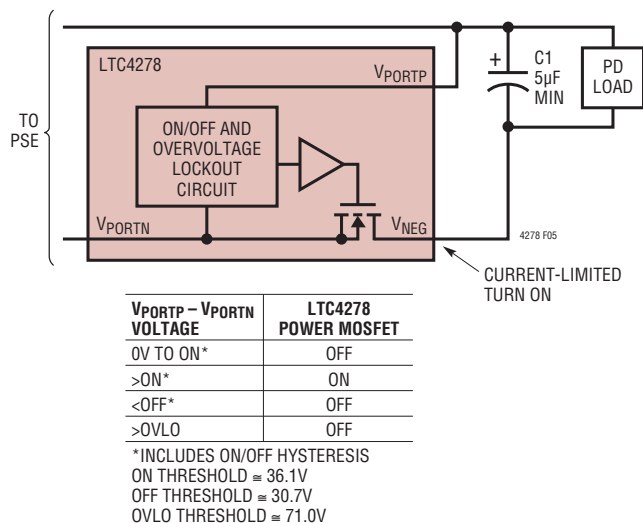 LTC4278
V_PORTP
C1
5µF
MIN
+
PD
LOAD
TO
PSE
ON/OFF AND
OVERVOLTAGE
LOCKOUT
CIRCUIT
V_PORTN
V_NEG
4278 F05
CURRENT-LIMITED
TURN ON
V_PORTP – V_PORTN VOLTAGE | LTC4278 POWER MOSFET
0V TO ON* | OFF
>ON* | ON
<OFF* | OFF
>OVLO | OFF
*INCLUDES ON/OFF HYSTERESIS
ON THRESHOLD ≅ 36.1V
OFF THRESHOLD ≅ 30.7V
OVLO THRESHOLD ≅ 71.0V